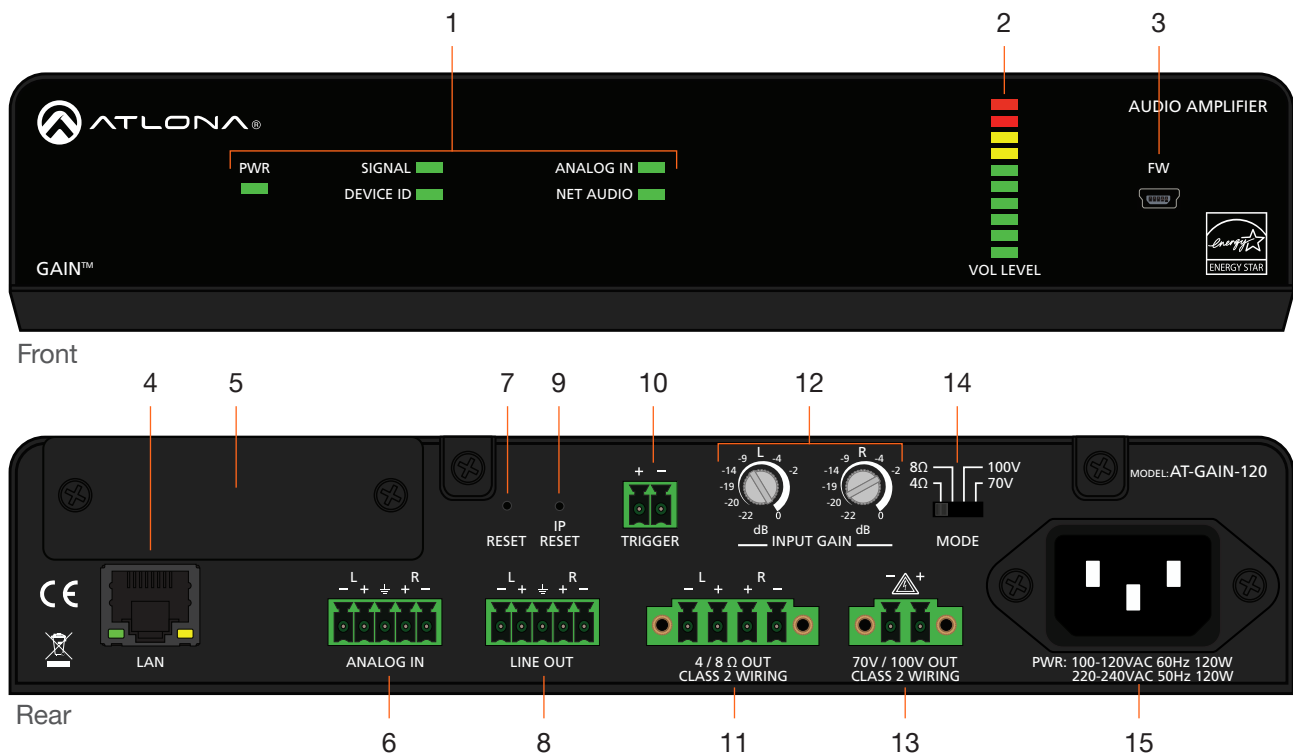 1 2 3
ATLONA®
AUDIO AMPLIFIER
PWR SIGNAL ANALOG IN FW
DEVICE ID NET AUDIO
energy
ENERGY STAR
GAIN™ VOL LEVEL
Front
4 5 7 9 10 12 14
L R
-9 -4 -9 -4
-14 -2 -14 -2
-19 -19
-20 -20
-22 0 -22 0
dB dB
INPUT GAIN
+ −
TRIGGER
RESET
IP
RESET
8Ω 100V
4Ω 70V
MODE
MODEL:AT-GAIN-120
CE
LAN
L R
− + + −
ANALOG IN
L R
− + + −
LINE OUT
L R
− + + −
4 / 8 Ω OUT
CLASS 2 WIRING
− +
70V / 100V OUT
CLASS 2 WIRING
PWR: 100-120VAC 60Hz 120W
220-240VAC 50Hz 120W
Rear
6 8 11 13 15